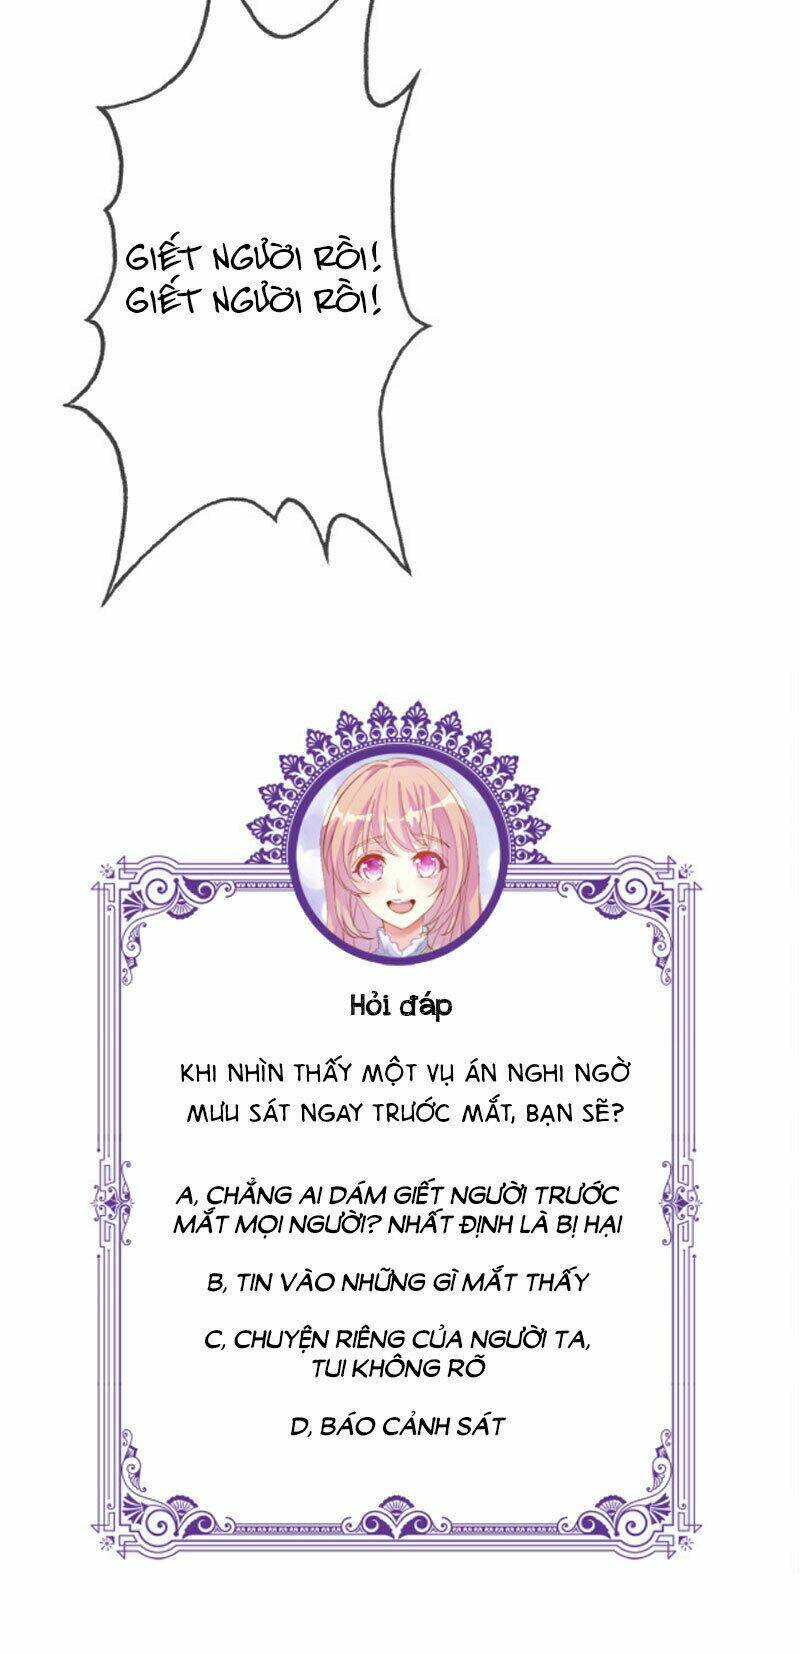 GIẾT NGƯỜI RỒI!
GIẾT NGƯỜI RỒI!
Hỏi đáp
KHI NHÌN THẤY MỘT VỤ ÁN NGHI NGỜ
MƯU SÁT NGAY TRƯỚC MẮT, BẠN SẼ?
A, CHẲNG AI DÁM GIẾT NGƯỜI TRƯỚC
MẮT MỌI NGƯỜI? NHẤT ĐỊNH LÀ BỊ HẠI
B, TIN VÀO NHỮNG GÌ MẮT THẤY
C, CHUYỆN RIÊNG CỦA NGƯỜI TA,
TUI KHÔNG RÕ
D, BÁO CẢNH SÁT